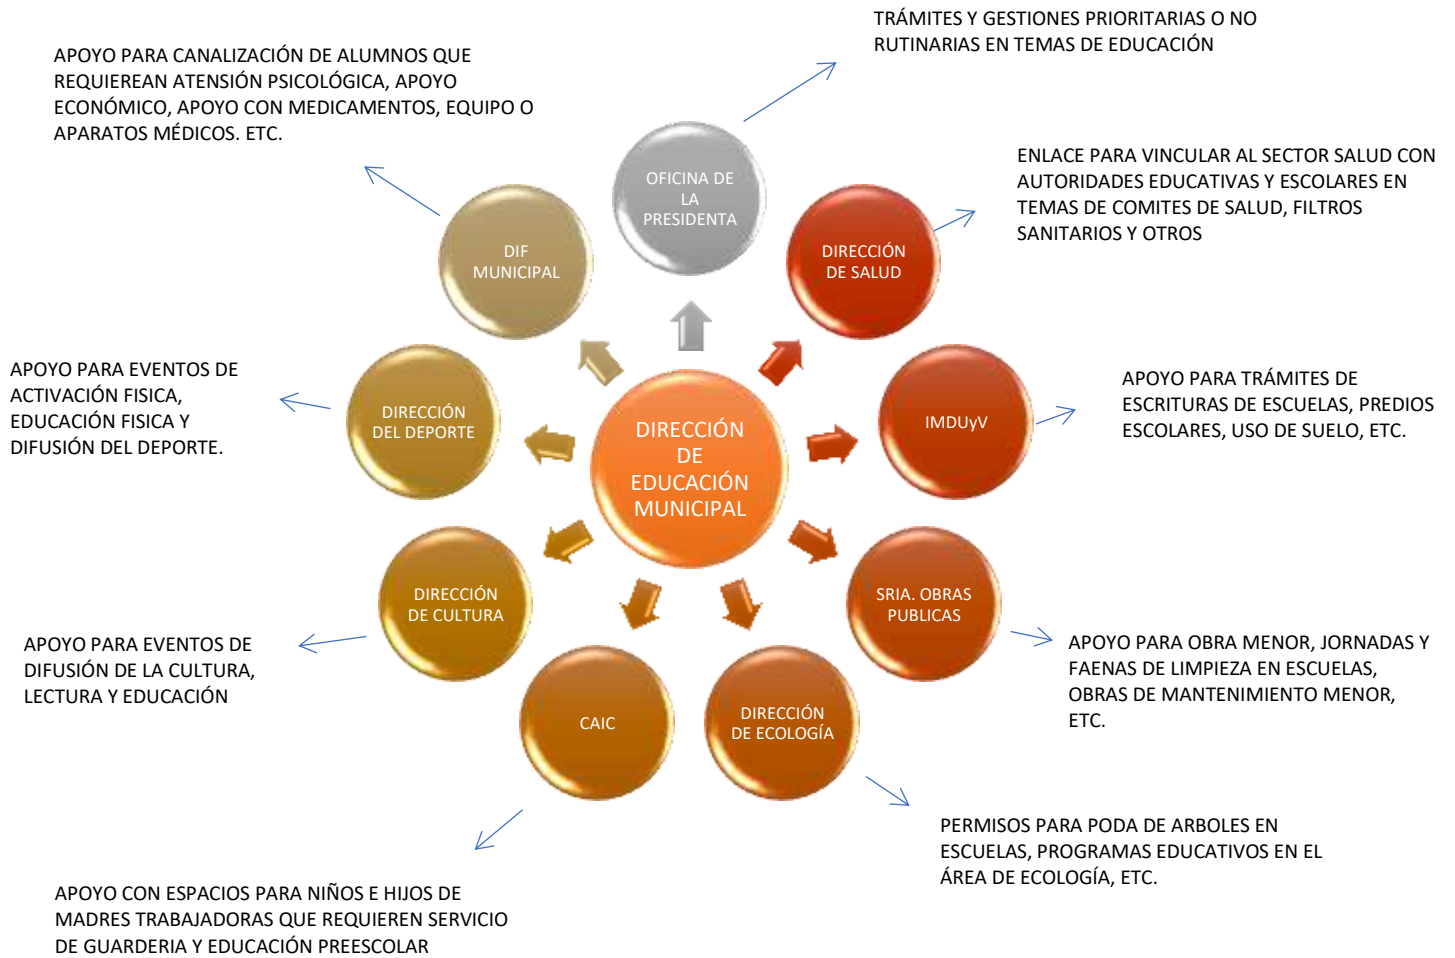 TRÁMITES Y GESTIONES PRIORITARIAS O NO
RUTINARIAS EN TEMAS DE EDUCACIÓN
APOYO PARA CANALIZACIÓN DE ALUMNOS QUE
REQUIEREAN ATENCIÓN PSICOLÓGICA, APOYO
ECONÓMICO, APOYO CON MEDICAMENTOS, EQUIPO O
APARATOS MÉDICOS. ETC.
OFICINA DE
LA
PRESIDENTA
ENLACE PARA VINCULAR AL SECTOR SALUD CON
AUTORIDADES EDUCATIVAS Y ESCOLARES EN
TEMAS DE COMITES DE SALUD, FILTROS
SANITARIOS Y OTROS
DIF
MUNICIPAL
DIRECCIÓN
DE SALUD
APOYO PARA EVENTOS DE
ACTIVACIÓN FISICA,
EDUCACIÓN FISICA Y
DIFUSIÓN DEL DEPORTE.
DIRECCIÓN
DEL DEPORTE
DIRECCIÓN
DE
EDUCACIÓN
MUNICIPAL
IMDUyV
APOYO PARA TRÁMITES DE
ESCRITURAS DE ESCUELAS, PREDIOS
ESCOLARES, USO DE SUELO, ETC.
DIRECCIÓN
DE CULTURA
SRIA. OBRAS
PUBLICAS
APOYO PARA EVENTOS DE
DIFUSIÓN DE LA CULTURA,
LECTURA Y EDUCACIÓN
APOYO PARA OBRA MENOR, JORNADAS Y
FAENAS DE LIMPIEZA EN ESCUELAS,
OBRAS DE MANTENIMIENTO MENOR,
ETC.
CAIC
DIRECCIÓN
DE ECOLOGÍA
PERMISOS PARA PODA DE ARBOLES EN
ESCUELAS, PROGRAMAS EDUCATIVOS EN EL
ÁREA DE ECOLOGÍA, ETC.
APOYO CON ESPACIOS PARA NIÑOS E HIJOS DE
MADRES TRABAJADORAS QUE REQUIEREN SERVICIO
DE GUARDERIA Y EDUCACIÓN PREESCOLAR